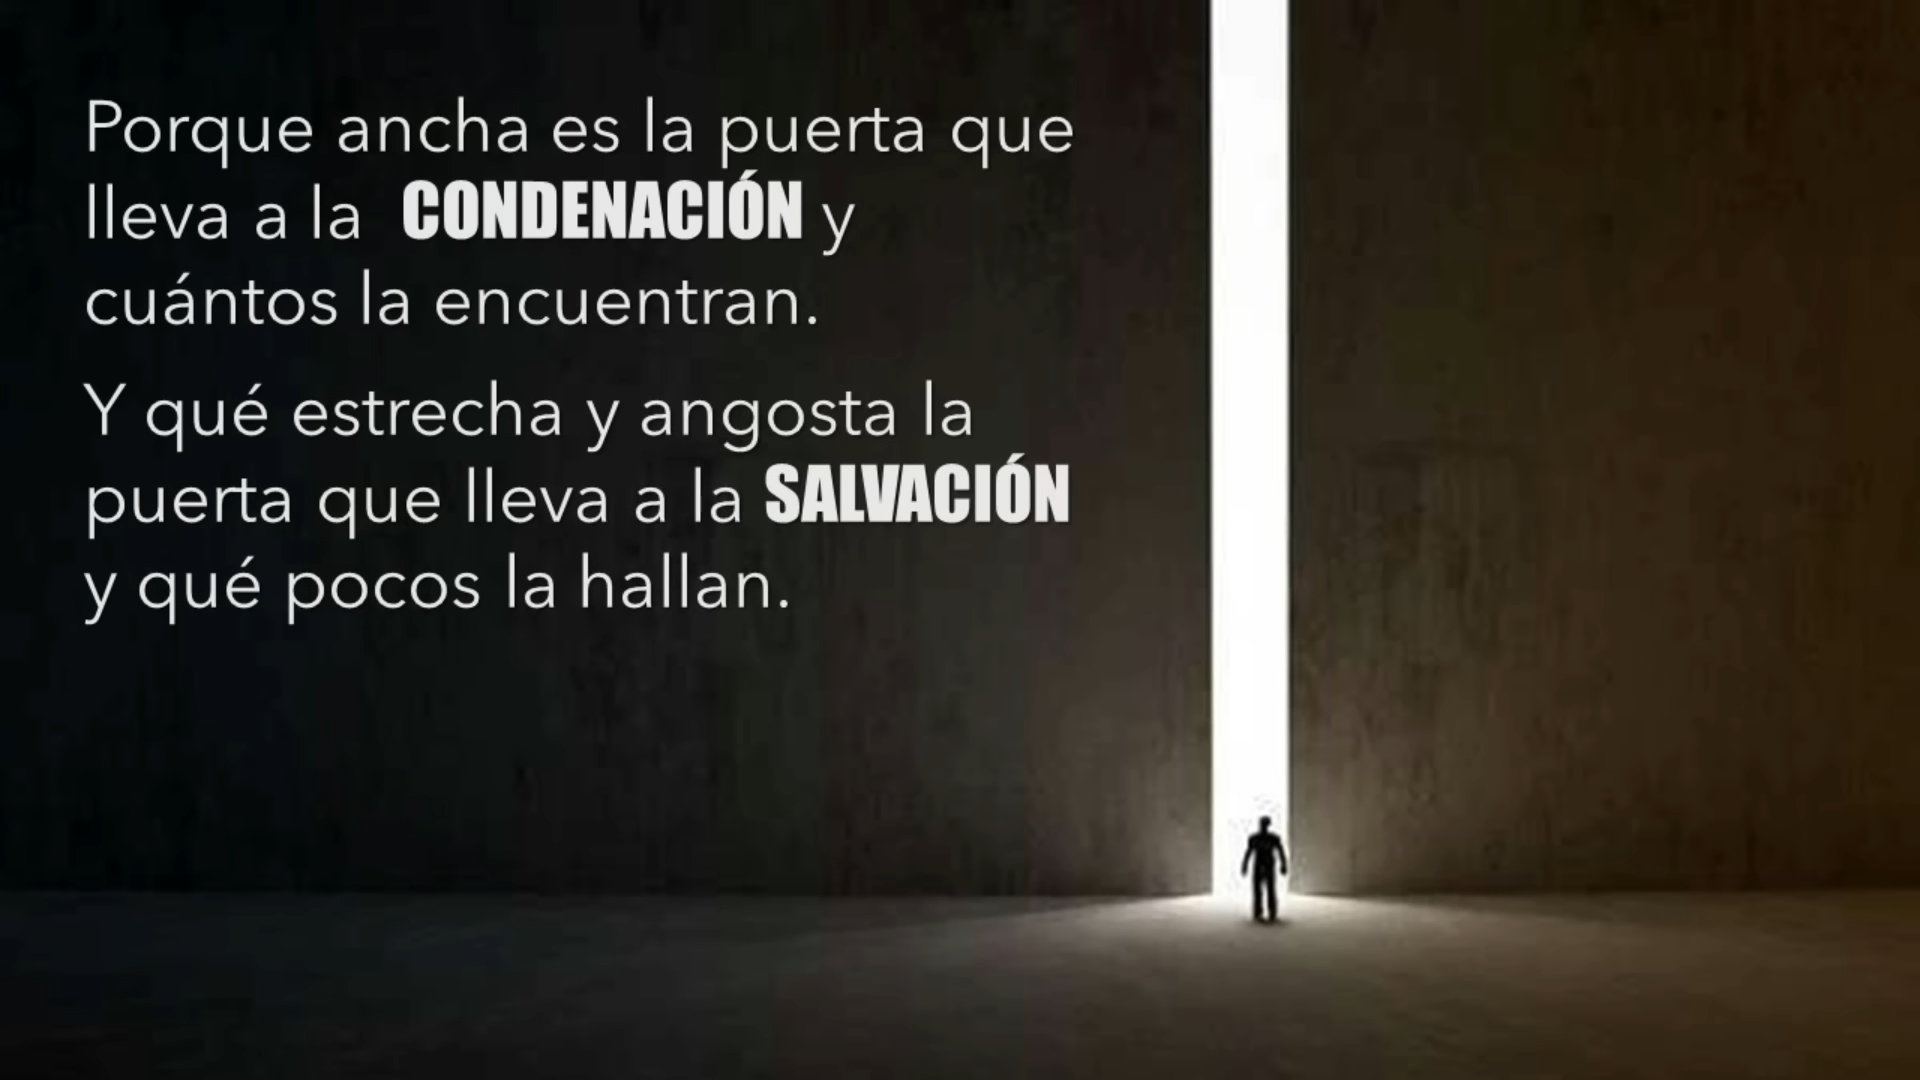 Porque ancha es la puerta que
lleva a la CONDENACIÓN y
cuántos la encuentran.
Y qué estrecha y angosta la
puerta que lleva a la SALVACIÓN
y qué pocos la hallan.